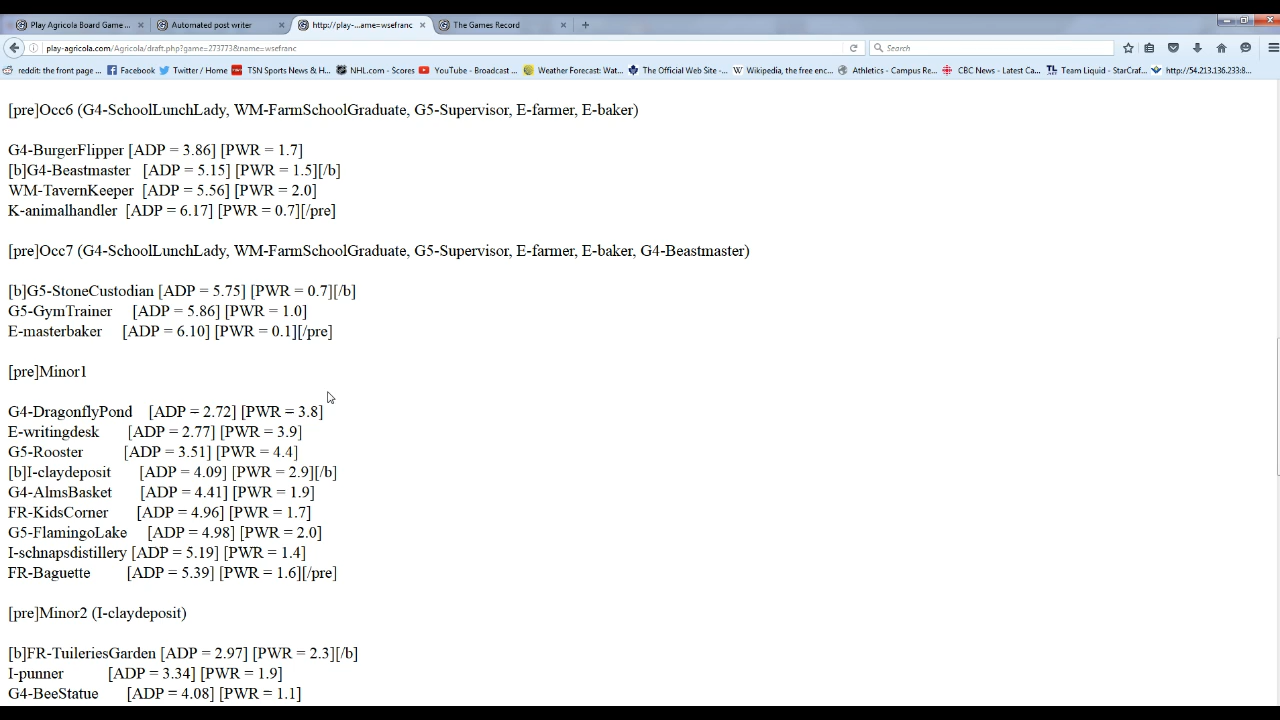 Play Agricola Board Game ...
Automated post writer
http://play-...ame=wsefranc
The Games Record
play-agricola.com/Agricola/draft.php?game=273773&name=wsefranc
Search
reddit: the front page ...
Facebook
Twitter / Home
TSN Sports News & H...
NHL.com - Scores
YouTube - Broadcast ...
Weather Forecast: Wat...
The Official Web Site -...
Wikipedia, the free enc...
Athletics - Campus Re...
CBC News - Latest Ca...
Team Liquid - StarCraf...
http://54.213.136.233:8...
[pre]Occ6 (G4-SchoolLunchLady, WM-FarmSchoolGraduate, G5-Supervisor, E-farmer, E-baker)
G4-BurgerFlipper [ADP = 3.86] [PWR = 1.7]
[b]G4-Beastmaster [ADP = 5.15] [PWR = 1.5][/b]
WM-TavernKeeper [ADP = 5.56] [PWR = 2.0]
K-animalhandler [ADP = 6.17] [PWR = 0.7][/pre]
[pre]Occ7 (G4-SchoolLunchLady, WM-FarmSchoolGraduate, G5-Supervisor, E-farmer, E-baker, G4-Beastmaster)
[b]G5-StoneCustodian [ADP = 5.75] [PWR = 0.7][/b]
G5-GymTrainer [ADP = 5.86] [PWR = 1.0]
E-masterbaker [ADP = 6.10] [PWR = 0.1][/pre]
[pre]Minor1
G4-DragonflyPond [ADP = 2.72] [PWR = 3.8]
E-writingdesk [ADP = 2.77] [PWR = 3.9]
G5-Rooster [ADP = 3.51] [PWR = 4.4]
[b]I-claydeposit [ADP = 4.09] [PWR = 2.9][/b]
G4-AlmsBasket [ADP = 4.41] [PWR = 1.9]
FR-KidsCorner [ADP = 4.96] [PWR = 1.7]
G5-FlamingoLake [ADP = 4.98] [PWR = 2.0]
I-schnapsdistillery [ADP = 5.19] [PWR = 1.4]
FR-Baguette [ADP = 5.39] [PWR = 1.6][/pre]
[pre]Minor2 (I-claydeposit)
[b]FR-TuileriesGarden [ADP = 2.97] [PWR = 2.3][/b]
I-punner [ADP = 3.34] [PWR = 1.9]
G4-BeeStatue [ADP = 4.08] [PWR = 1.1]